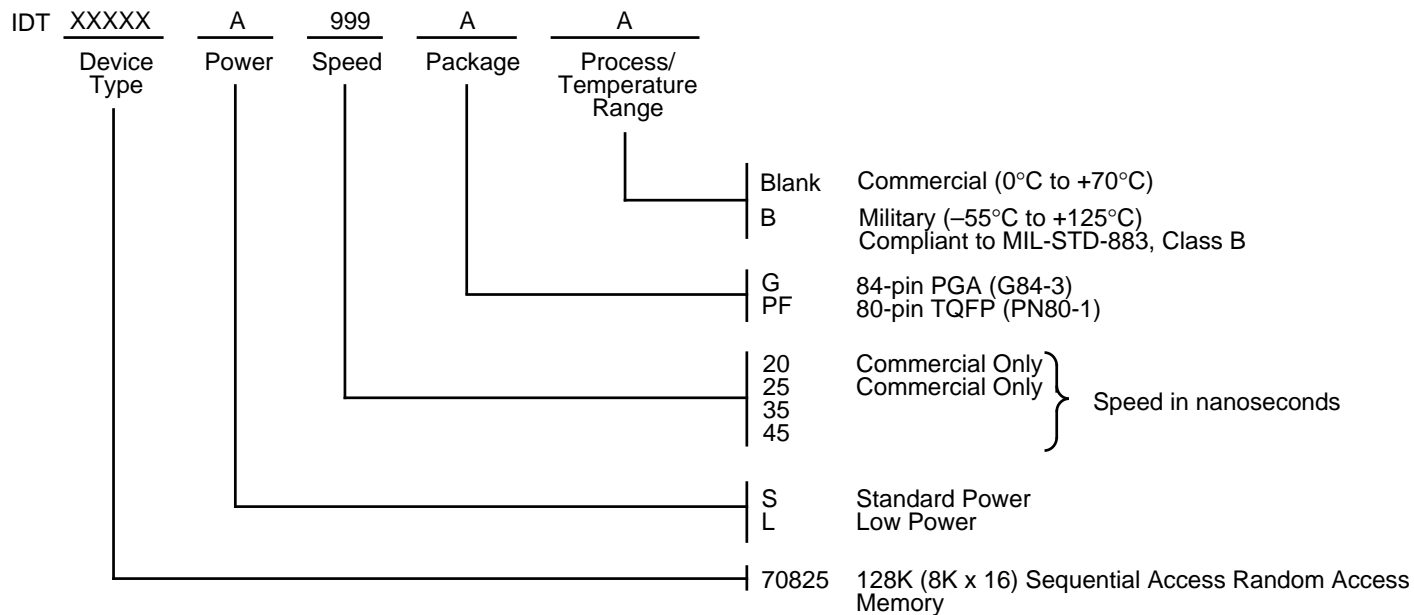 IDT XXXXX A 999 A A
Device Type Power Speed Package Process/ Temperature Range
Blank Commercial (0°C to +70°C)
B Military (–55°C to +125°C)
Compliant to MIL-STD-883, Class B
G 84-pin PGA (G84-3)
PF 80-pin TQFP (PN80-1)
20 Commercial Only
25 Commercial Only
35
45
Speed in nanoseconds
S Standard Power
L Low Power
70825 128K (8K x 16) Sequential Access Random Access
Memory